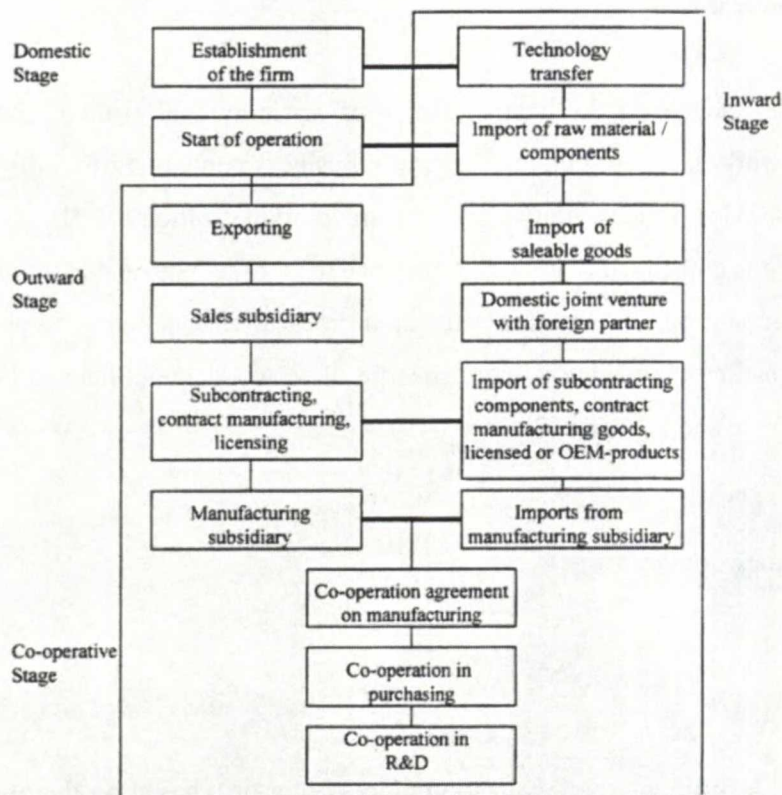 Domestic
Stage
Establishment
of the firm
Technology
transfer
Inward
Stage
Start of operation
Import of raw material /
components
Exporting
Import of
saleable goods
Outward
Stage
Sales subsidiary
Domestic joint venture
with foreign partner
Subcontracting,
contract manufacturing,
licensing
Import of subcontracting
components, contract
manufacturing goods,
licensed or OEM-products
Manufacturing
subsidiary
Imports from
manufacturing subsidiary
Co-operation agreement
on manufacturing
Co-operative
Stage
Co-operation in
purchasing
Co-operation in
R&D